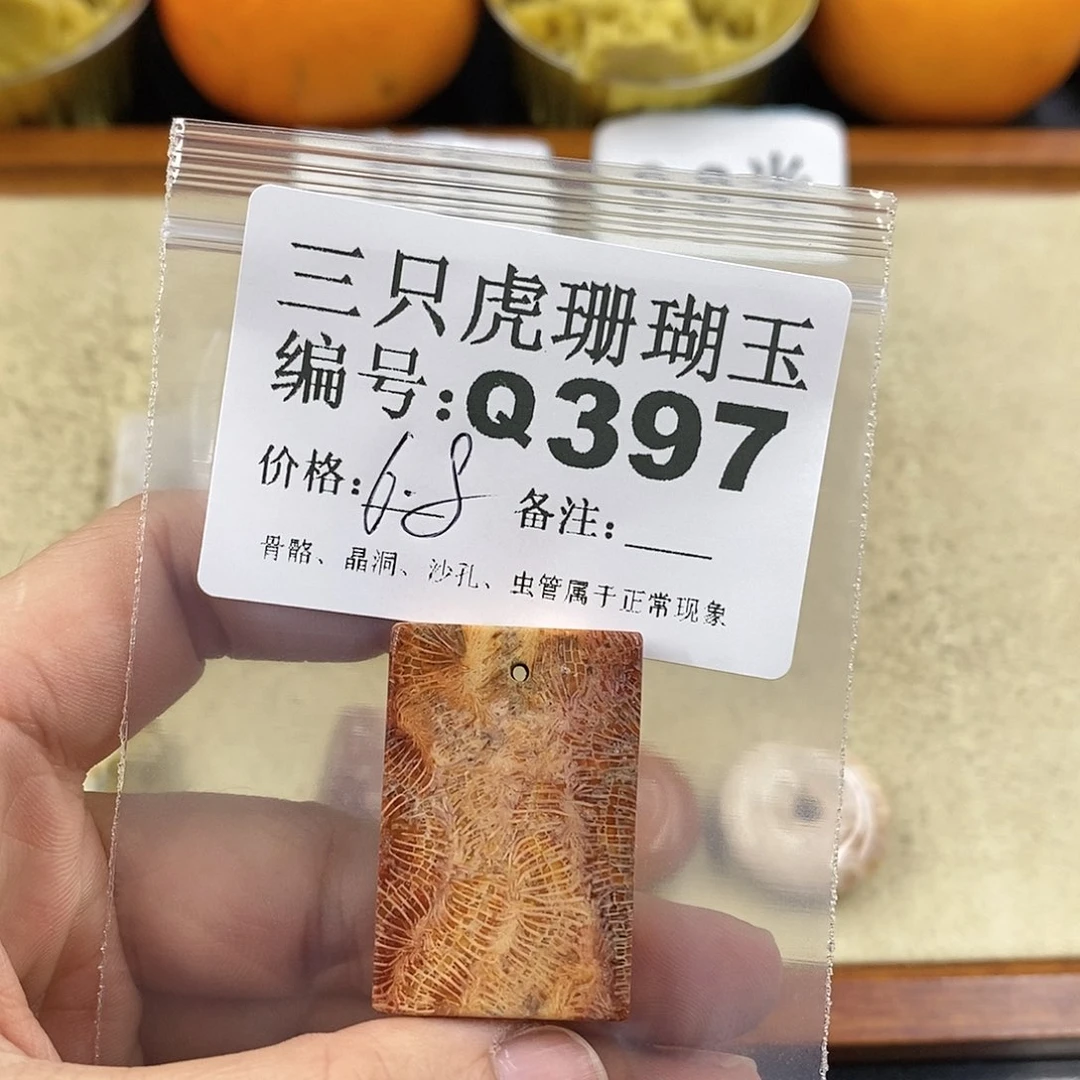 三只虎珊瑚玉
编号:Q397
价格:6.8 备注:
骨骼、晶洞、沙孔、虫管属于正常现象